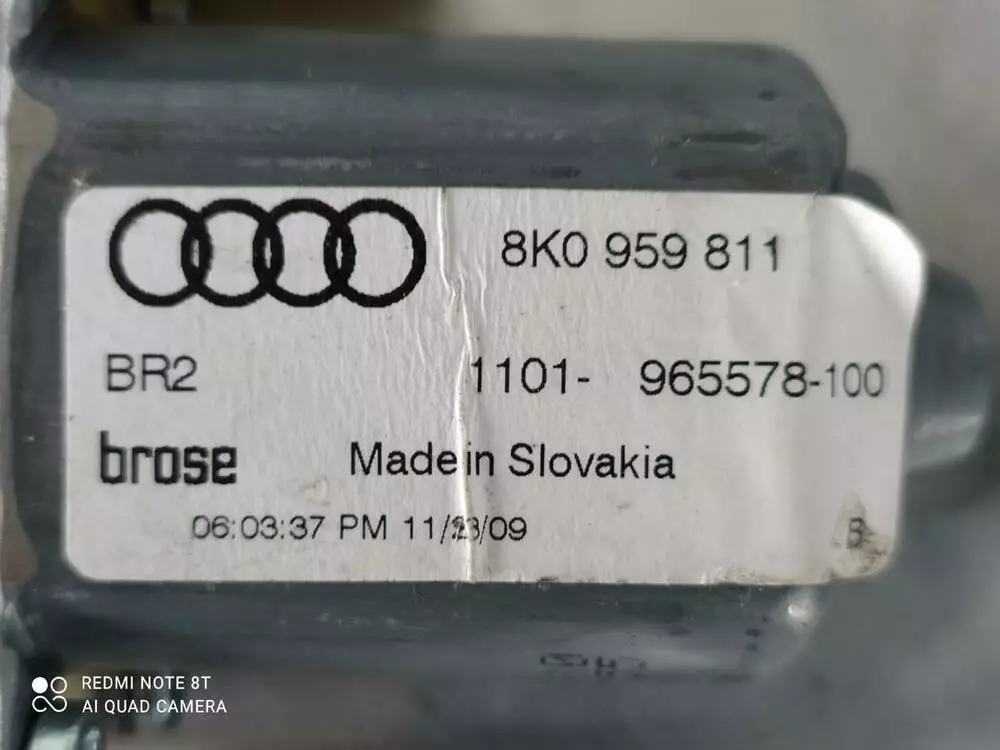 8K0 959 811
BR2 1101- 965578-100
brose Made in Slovakia
06:03:37 PM 11/23/09
B
REDMI NOTE 8T
AI QUAD CAMERA